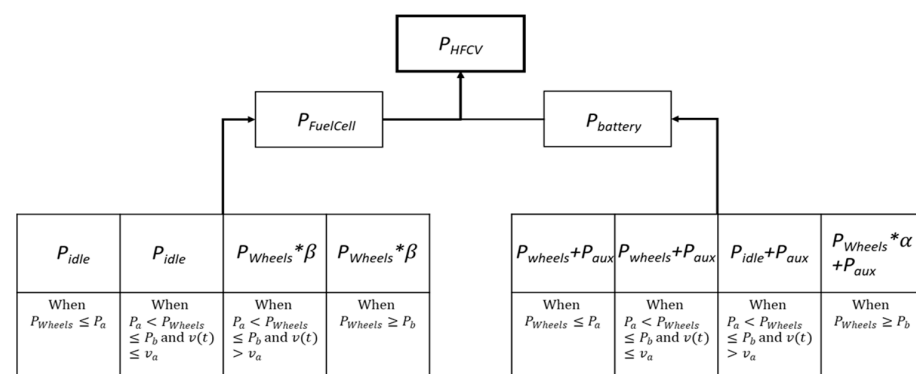 P_HFCV
P_FuelCell
P_battery
P_idle
P_idle
P_Wheels*β
P_Wheels*β
When
P_Wheels ≤ P_a
When
P_a < P_Wheels
≤ P_b and v(t)
≤ v_a
When
P_a < P_Wheels
≤ P_b and v(t)
> v_a
When
P_Wheels ≥ P_b
P_wheels+P_aux
P_wheels+P_aux
P_idle+P_aux
P_Wheels*α
+P_aux
When
P_Wheels ≤ P_a
When
P_a < P_Wheels
≤ P_b and v(t)
≤ v_a
When
P_a < P_Wheels
≤ P_b and v(t)
> v_a
When
P_Wheels ≥ P_b